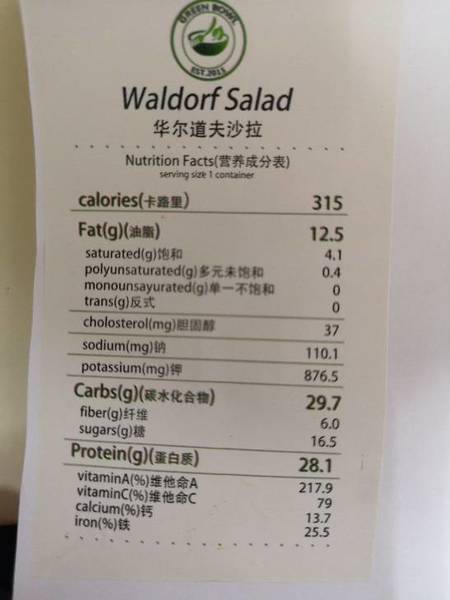 GREEN BOWL
EST.2011
Waldorf Salad
华尔道夫沙拉
Nutrition Facts(营养成分表)
serving size 1 container
calories(卡路里) 315
Fat(g)(油脂) 12.5
saturated(g)饱和 4.1
polyunsaturated(g)多元未饱和 0.4
monounsayurated(g)单一不饱和 0
trans(g)反式 0
cholosterol(mg)胆固醇 37
sodium(mg)钠 110.1
potassium(mg)钾 876.5
Carbs(g)(碳水化合物) 29.7
fiber(g)纤维 6.0
sugars(g)糖 16.5
Protein(g)(蛋白质) 28.1
vitaminA(%)维他命A 217.9
vitaminC(%)维他命C 79
calcium(%)钙 13.7
iron(%)铁 25.5